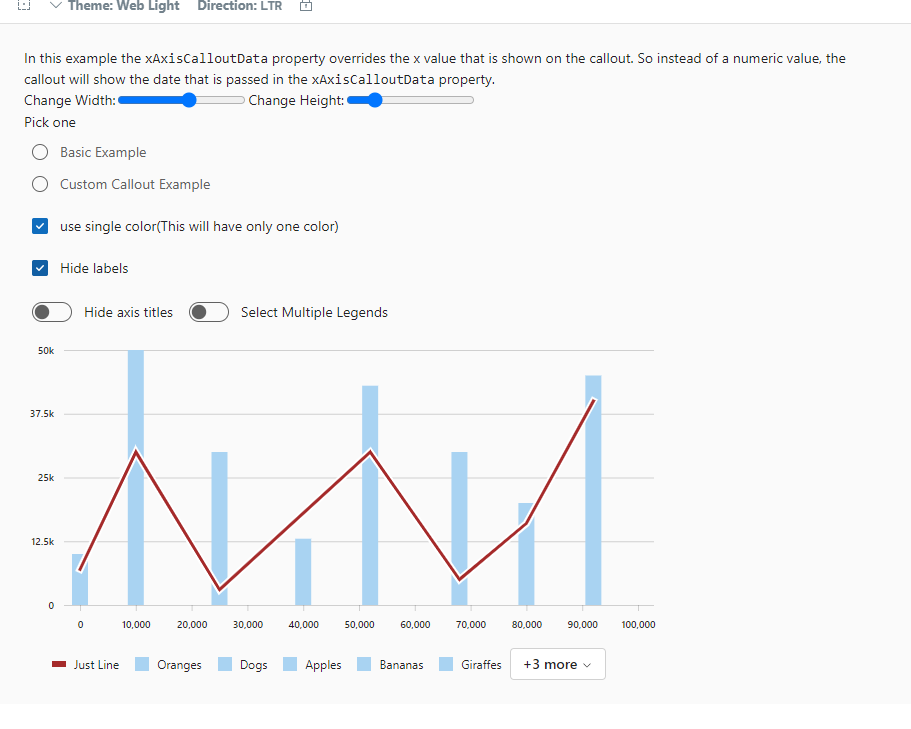 Theme: Web Light Direction: LTR
In this example the xAxisCalloutData property overrides the x value that is shown on the callout. So instead of a numeric value, the
callout will show the date that is passed in the xAxisCalloutData property.
Change Width: Change Height:
Pick one
Basic Example
Custom Callout Example
use single color(This will have only one color)
Hide labels
Hide axis titles Select Multiple Legends
50k
37.5k
25k
12.5k
0
0 10,000 20,000 30,000 40,000 50,000 60,000 70,000 80,000 90,000 100,000
Just Line Oranges Dogs Apples Bananas Giraffes +3 more